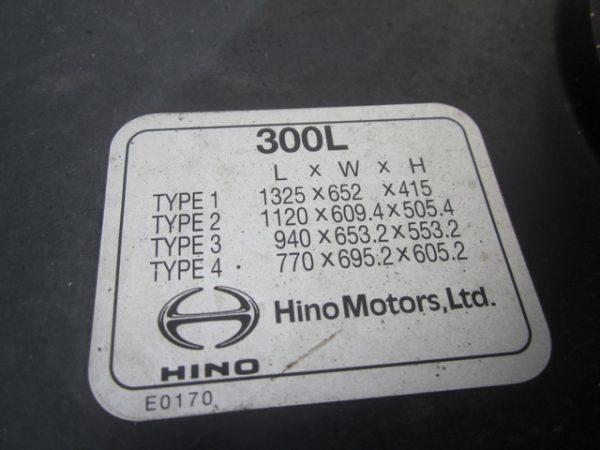 300L
L x W x H
TYPE 1 1325 x 652 x 415
TYPE 2 1120 x 609.4 x 505.4
TYPE 3 940 x 653.2 x 553.2
TYPE 4 770 x 695.2 x 605.2
Hino Motors, Ltd.
HINO
E0170